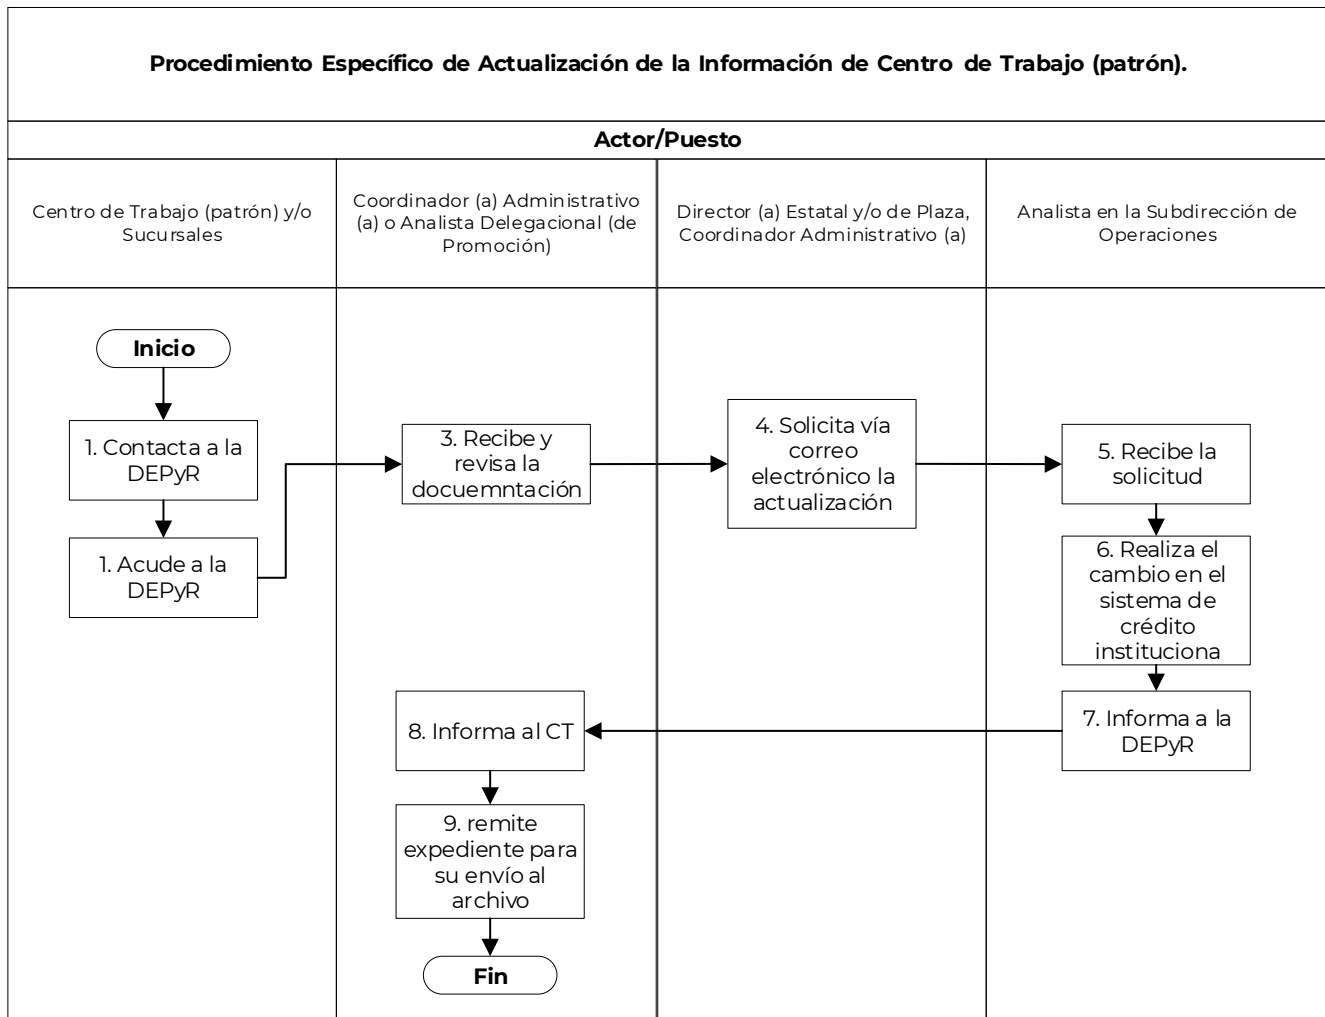 Procedimiento Específico de Actualización de la Información de Centro de Trabajo (patrón).
Actor/Puesto
Centro de Trabajo (patrón) y/o
Sucursales
Coordinador (a) Administrativo
(a) o Analista Delegacional (de
Promoción)
Director (a) Estatal y/o de Plaza,
Coordinador Administrativo (a)
Analista en la Subdirección de
Operaciones
Inicio
1. Contacta a la
DEPyR
1. Acude a la
DEPyR
3. Recibe y
revisa la
docuemntación
4. Solicita vía
correo
electrónico la
actualización
5. Recibe la
solicitud
6. Realiza el
cambio en el
sistema de
crédito
instituciona
7. Informa a la
DEPyR
8. Informa al CT
9. remite
expediente para
su envío al
archivo
Fin